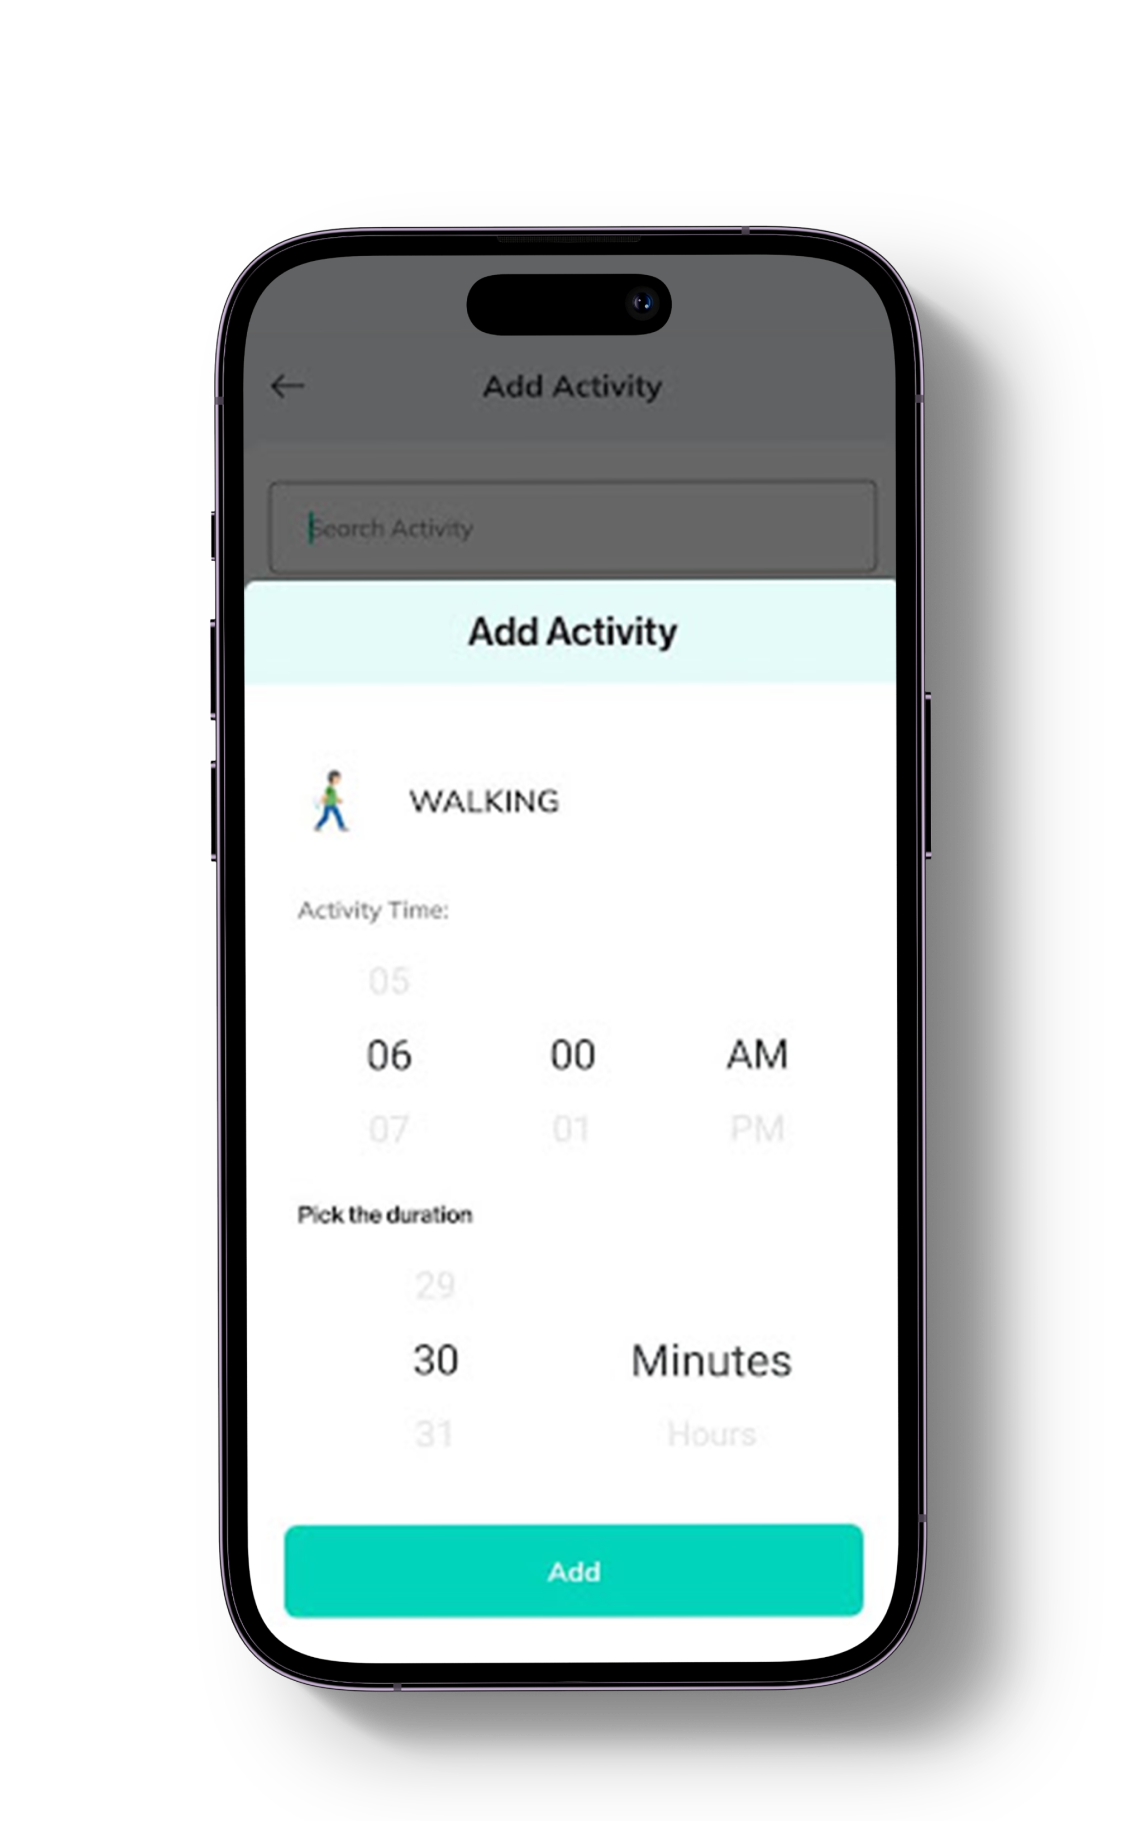 Add Activity
Search Activity
Add Activity
WALKING
Activity Time:
05
06 00 AM
07 01 PM
Pick the duration
29
30 Minutes
31 Hours
Add